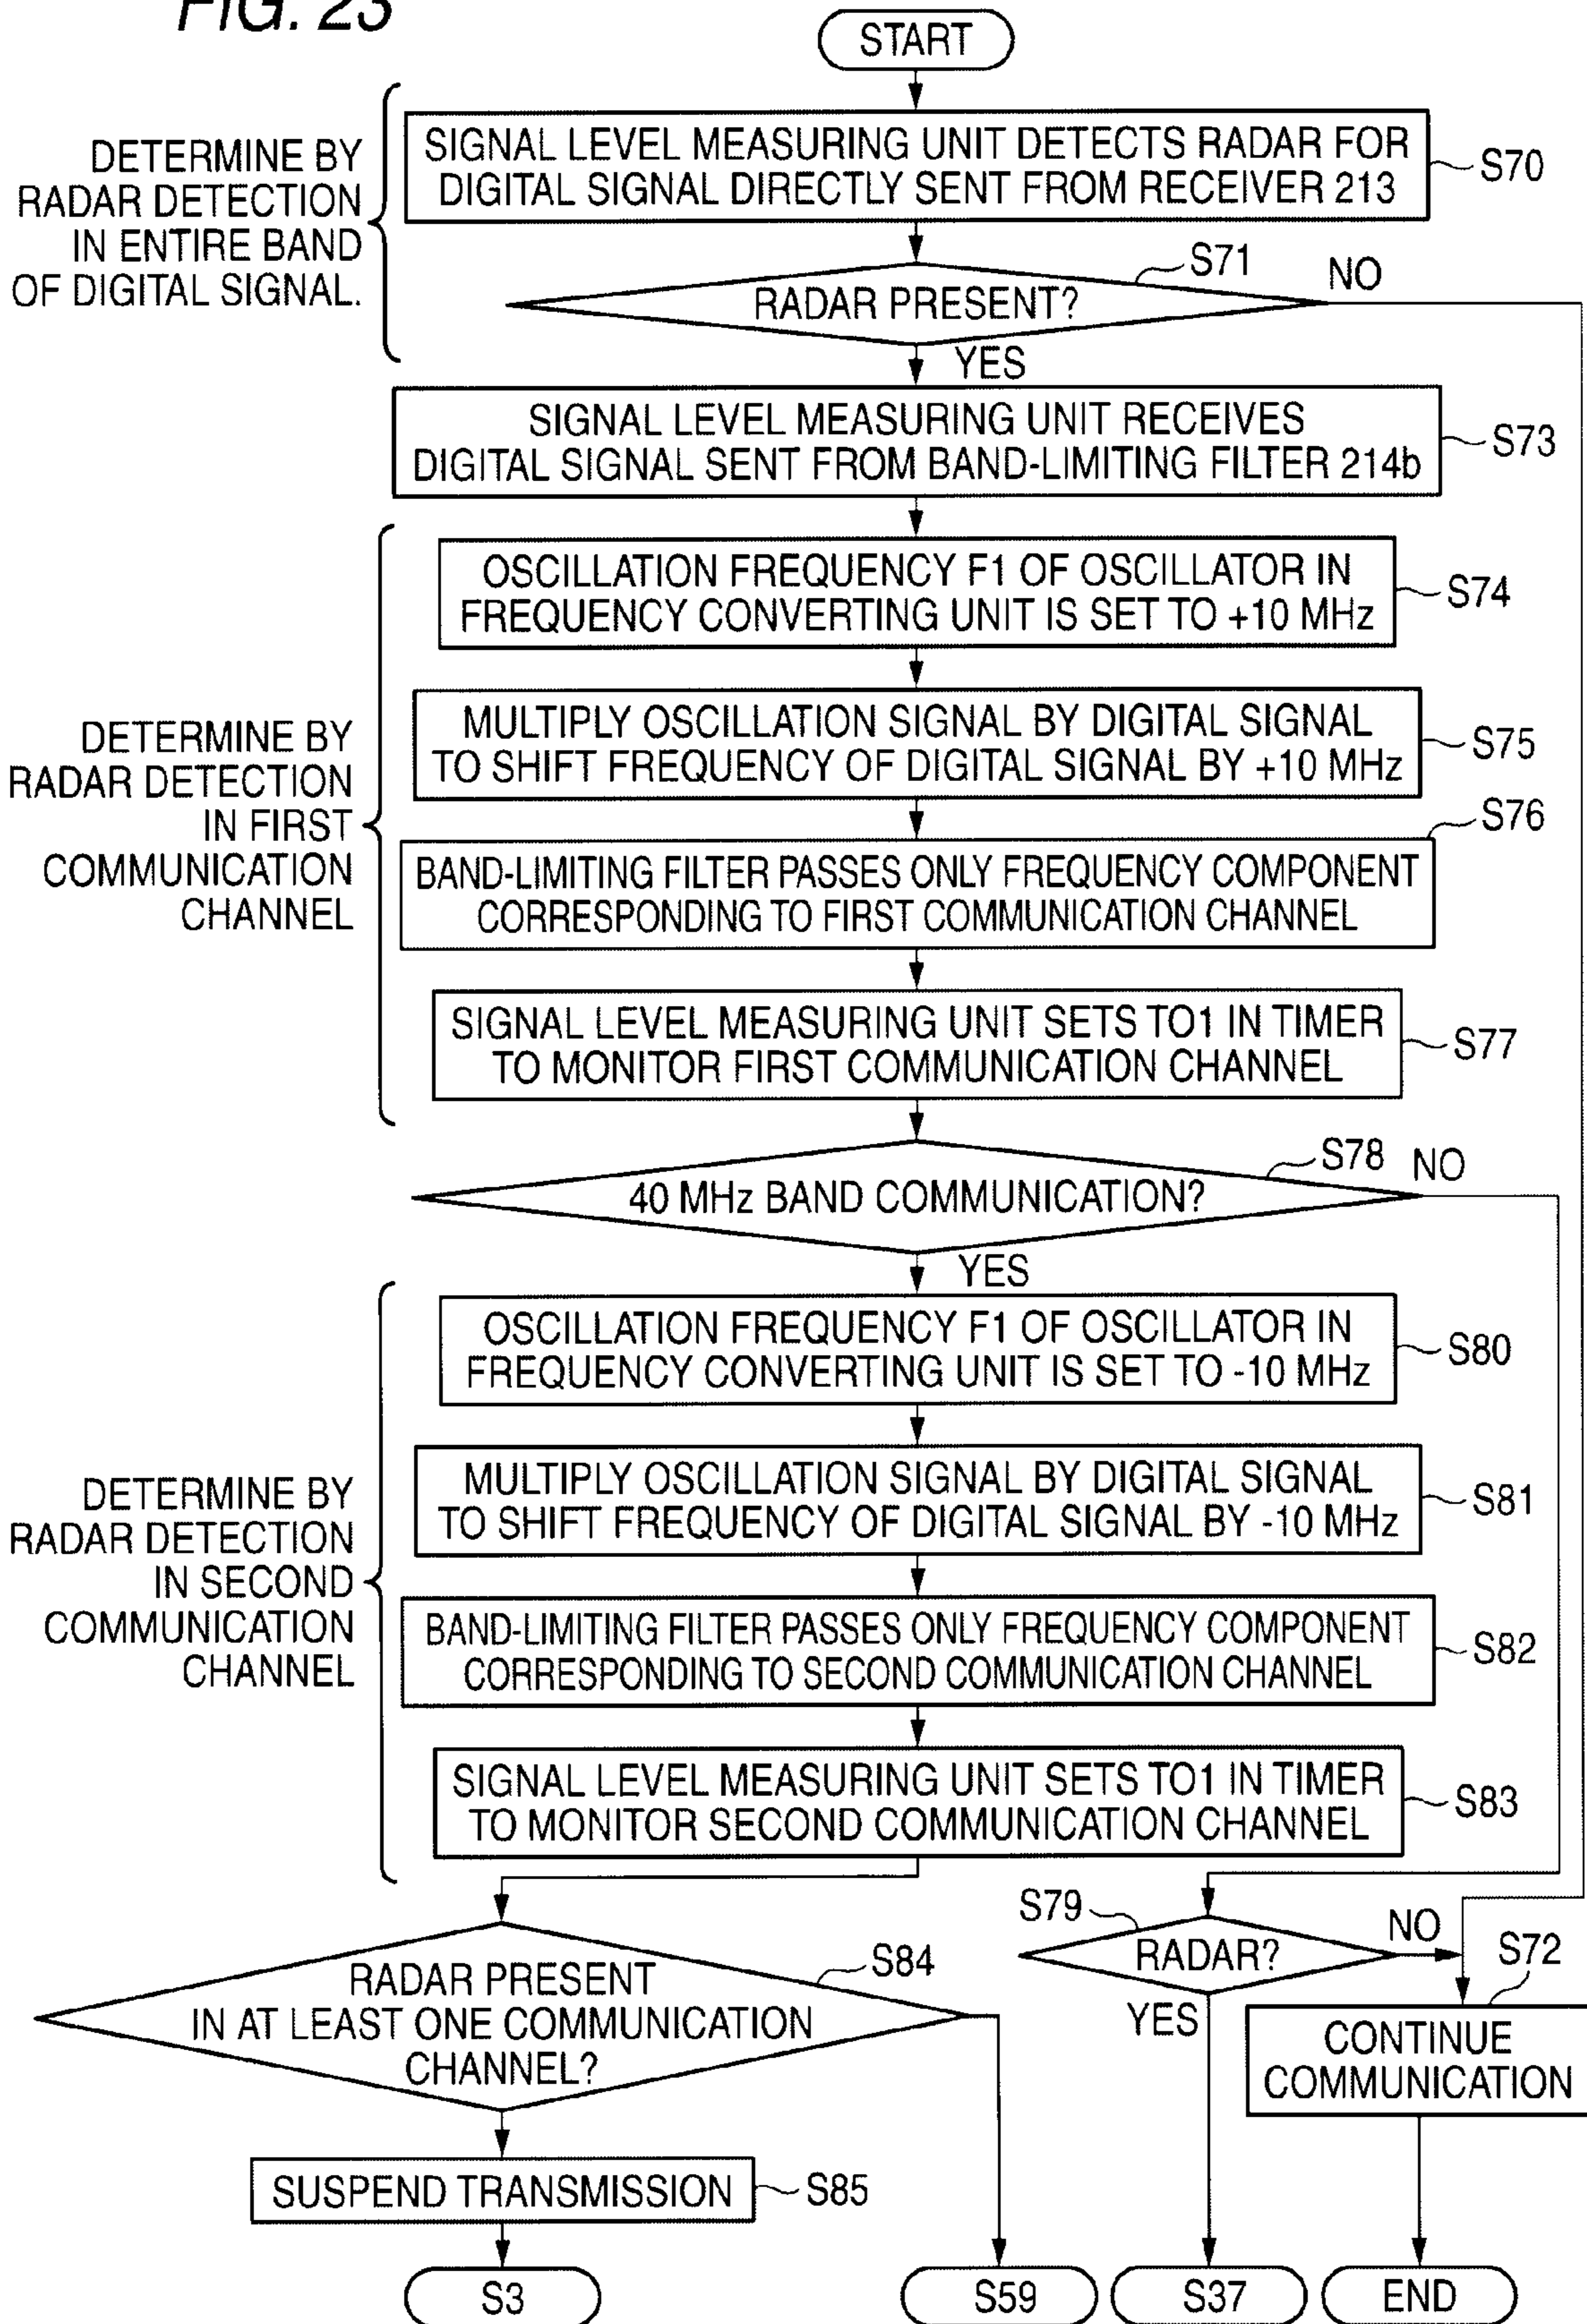 FIG. 23
START
DETERMINE BY
RADAR DETECTION
IN ENTIRE BAND
OF DIGITAL SIGNAL.
SIGNAL LEVEL MEASURING UNIT DETECTS RADAR FOR
DIGITAL SIGNAL DIRECTLY SENT FROM RECEIVER 213
S70
S71
NO
RADAR PRESENT?
YES
SIGNAL LEVEL MEASURING UNIT RECEIVES
DIGITAL SIGNAL SENT FROM BAND-LIMITING FILTER 214b
S73
DETERMINE BY
RADAR DETECTION
IN FIRST
COMMUNICATION
CHANNEL
OSCILLATION FREQUENCY F1 OF OSCILLATOR IN
FREQUENCY CONVERTING UNIT IS SET TO +10 MHz
S74
MULTIPLY OSCILLATION SIGNAL BY DIGITAL SIGNAL
TO SHIFT FREQUENCY OF DIGITAL SIGNAL BY +10 MHz
S75
S76
BAND-LIMITING FILTER PASSES ONLY FREQUENCY COMPONENT
CORRESPONDING TO FIRST COMMUNICATION CHANNEL
SIGNAL LEVEL MEASURING UNIT SETS TO1 IN TIMER
TO MONITOR FIRST COMMUNICATION CHANNEL
S77
S78
NO
40 MHz BAND COMMUNICATION?
YES
DETERMINE BY
RADAR DETECTION
IN SECOND
COMMUNICATION
CHANNEL
OSCILLATION FREQUENCY F1 OF OSCILLATOR IN
FREQUENCY CONVERTING UNIT IS SET TO -10 MHz
S80
MULTIPLY OSCILLATION SIGNAL BY DIGITAL SIGNAL
TO SHIFT FREQUENCY OF DIGITAL SIGNAL BY -10 MHz
S81
BAND-LIMITING FILTER PASSES ONLY FREQUENCY COMPONENT
CORRESPONDING TO SECOND COMMUNICATION CHANNEL
S82
SIGNAL LEVEL MEASURING UNIT SETS TO1 IN TIMER
TO MONITOR SECOND COMMUNICATION CHANNEL
S83
S84
RADAR PRESENT
IN AT LEAST ONE COMMUNICATION
CHANNEL?
S79
RADAR?
NO
YES
S72
CONTINUE
COMMUNICATION
SUSPEND TRANSMISSION
S85
S3
S59
S37
END